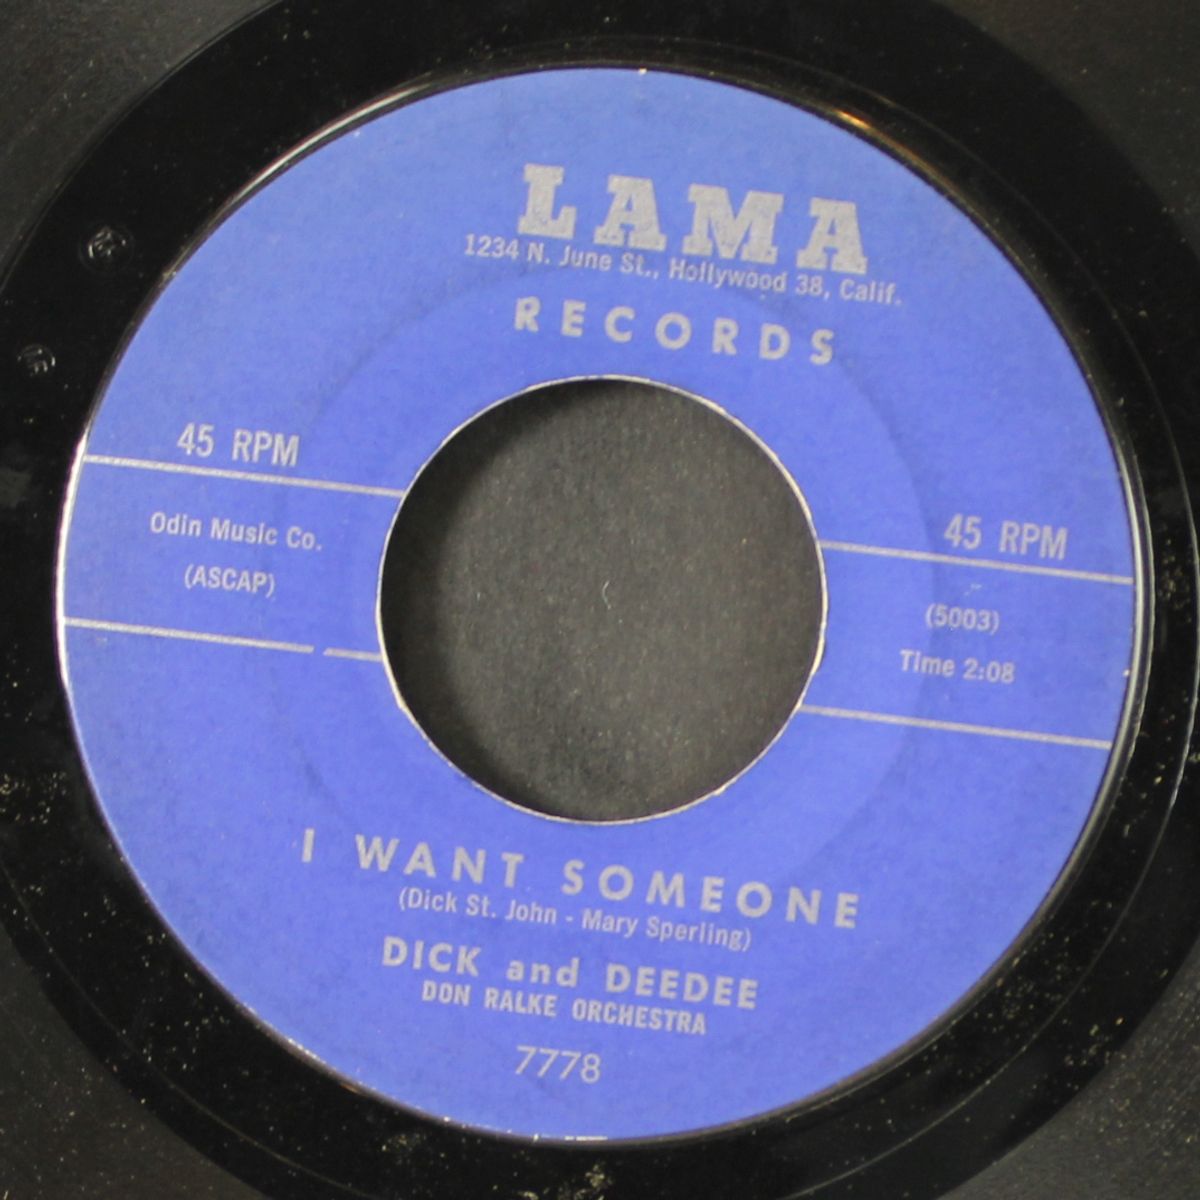 LAMA
1234 N. June St., Hollywood 38, Calif.
RECORDS
45 RPM
Odin Music Co.
(ASCAP)
45 RPM
(5003)
Time 2:08
I WANT SOMEONE
(Dick St. John - Mary Sperling)
DICK and DEEDEE
DON RALKE ORCHESTRA
7778